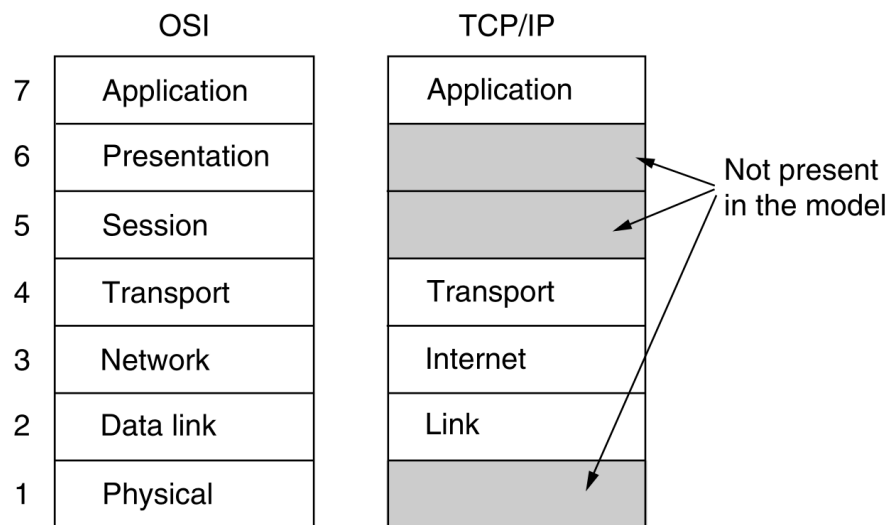 OSI TCP/IP
7 Application Application
6 Presentation
5 Session
Not present
in the model
4 Transport Transport
3 Network Internet
2 Data link Link
1 Physical